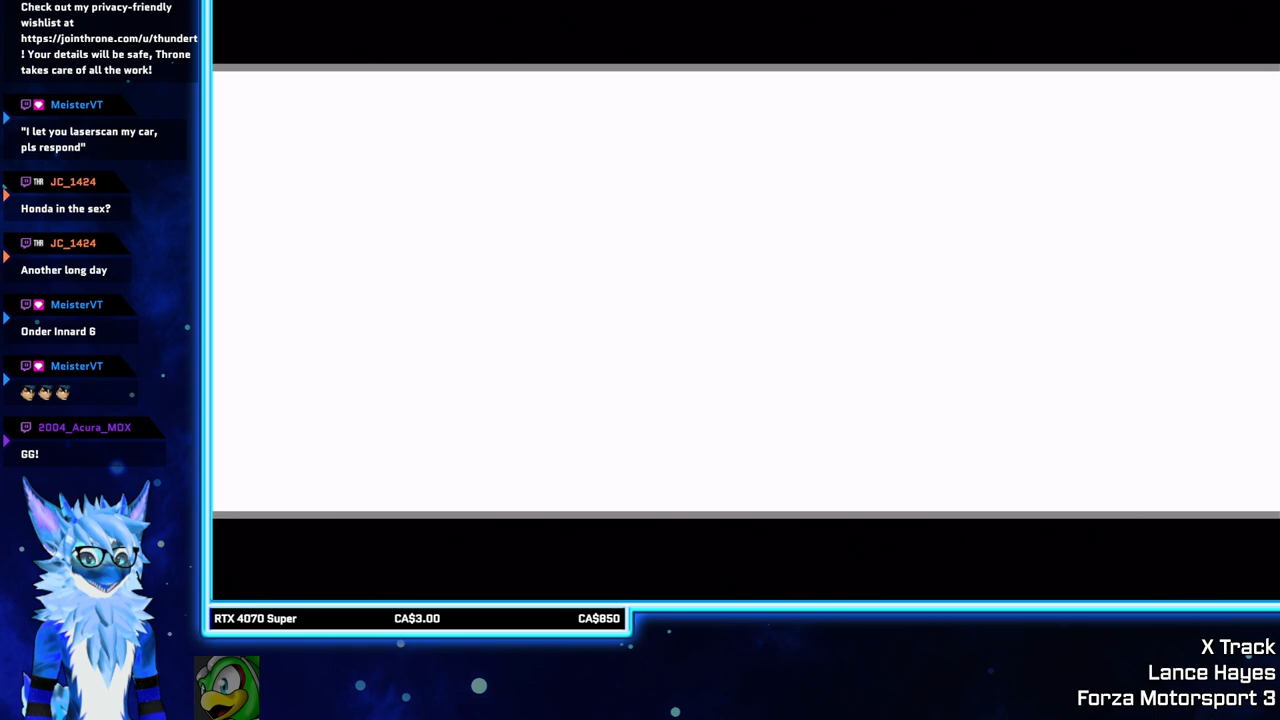 Check out my privacy-friendly
wishlist at
https://jointhrone.com/u/thundert
! Your details will be safe, Throne
takes care of all the work!
MeisterVT
"I let you laserscan my car,
pls respond"
THR JC_1424
Honda in the sex?
THR JC_1424
Another long day
MeisterVT
Onder Innard 6
MeisterVT
2004_Acura_MDX
GG!
RTX 4070 Super CA$3.00 CA$850
X Track
Lance Hayes
Forza Motorsport 3